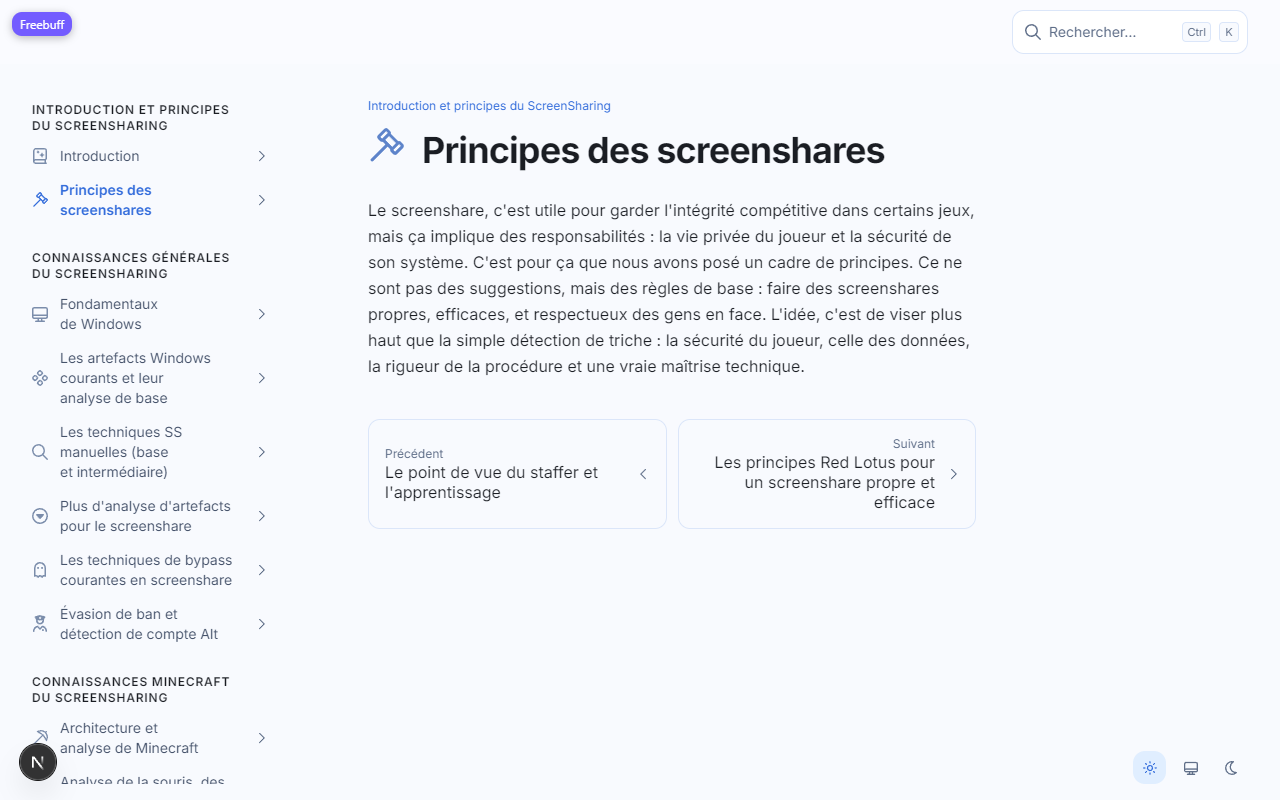 Freebuff
Rechercher...
Ctrl
K
INTRODUCTION ET PRINCIPES
DU SCREENSHARING
Introduction
Principes des
screenshares
CONNAISSANCES GÉNÉRALES
DU SCREENSHARING
Fondamentaux
de Windows
Les artefacts Windows
courants et leur
analyse de base
Les techniques SS
manuelles (base
et intermédiaire)
Plus d'analyse d'artefacts
pour le screenshare
Les techniques de bypass
courantes en screenshare
Évasion de ban et
détection de compte Alt
CONNAISSANCES MINECRAFT
DU SCREENSHARING
Architecture et
analyse de Minecraft
Analyse de la souris, des
N
Introduction et principes du ScreenSharing
Principes des screenshares
Le screenshare, c'est utile pour garder l'intégrité compétitive dans certains jeux,
mais ça implique des responsabilités : la vie privée du joueur et la sécurité de
son système. C'est pour ça que nous avons posé un cadre de principes. Ce ne
sont pas des suggestions, mais des règles de base : faire des screenshares
propres, efficaces, et respectueux des gens en face. L'idée, c'est de viser plus
haut que la simple détection de triche : la sécurité du joueur, celle des données,
la rigueur de la procédure et une vraie maîtrise technique.
Précédent
Le point de vue du staffer et
l'apprentissage
Suivant
Les principes Red Lotus pour
un screenshare propre et
efficace